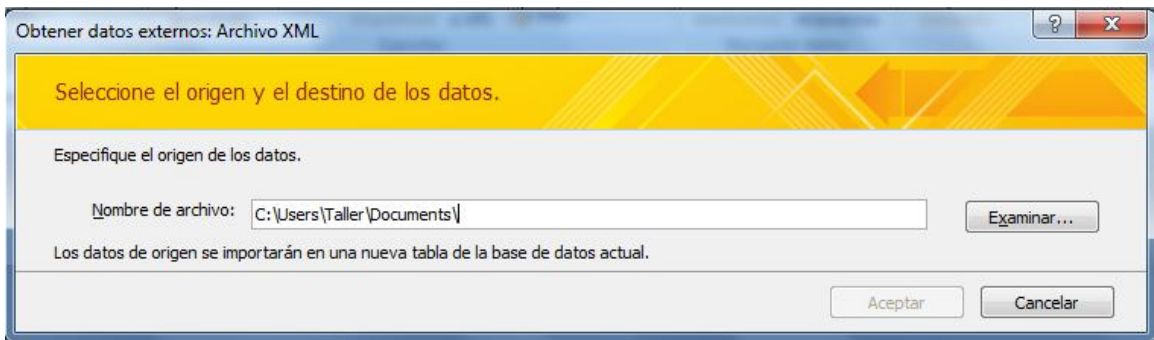 Obtener datos externos: Archivo XML
Seleccione el origen y el destino de los datos.
Especifique el origen de los datos.
Nombre de archivo: C:\Users\Taller\Documents\ Examinar...
Los datos de origen se importarán en una nueva tabla de la base de datos actual.
Aceptar Cancelar